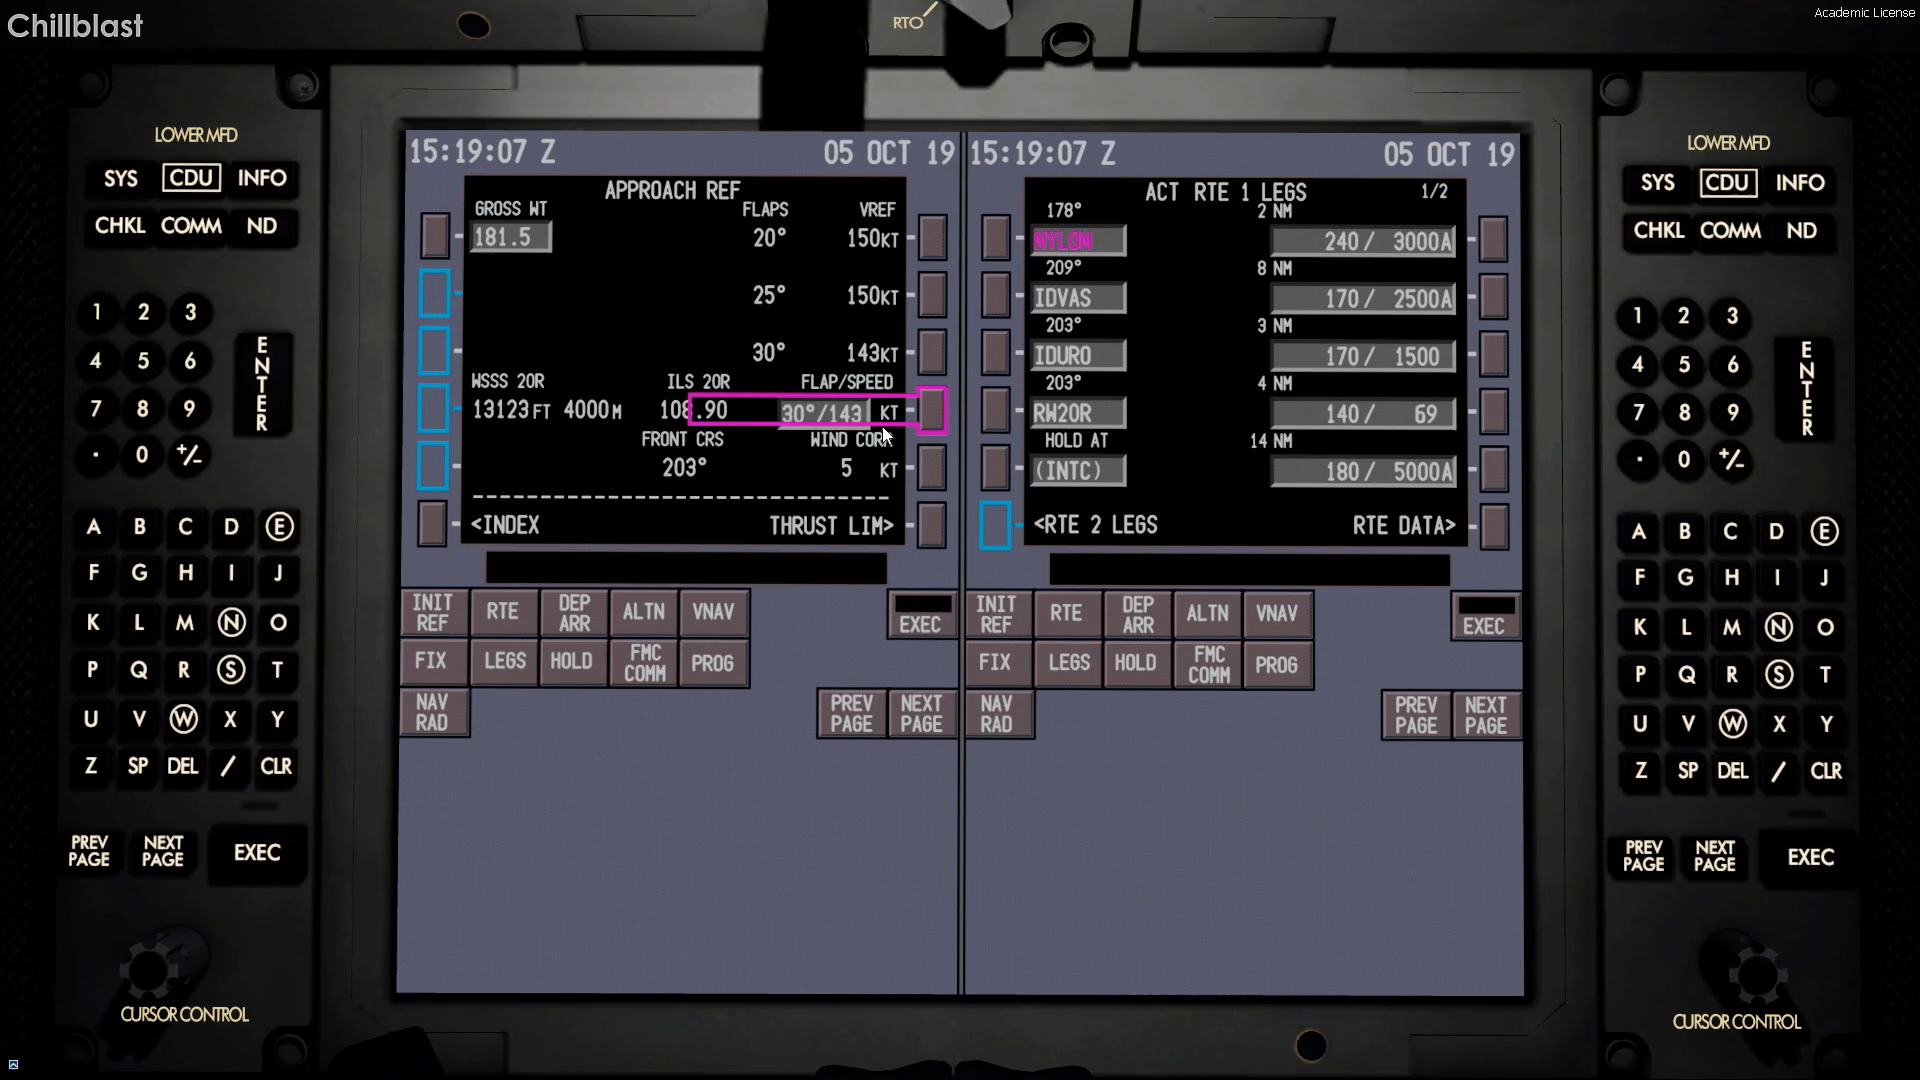 Chillblast
Academic License
RTO
LOWER MFD
SYS CDU INFO
CHKL COMM ND
1 2 3
4 5 6
7 8 9
. 0 +/-
ENTER
A B C D E
F G H I J
K L M N O
P Q R S T
U V W X Y
Z SP DEL / CLR
PREV PAGE NEXT PAGE EXEC
CURSOR CONTROL
15:19:07 Z 05 OCT 19
APPROACH REF
GROSS WT FLAPS VREF
181.5 20° 150KT
25° 150KT
30° 143KT
WSSS 20R ILS 20R FLAP/SPEED
13123FT 4000M 108.90 30°/143 KT
FRONT CRS WIND CORR
203° 5 KT
--------------------------------
<INDEX THRUST LIM>
INIT REF RTE DEP ARR ALTN VNAV EXEC
FIX LEGS HOLD FMC COMM PROG
NAV RAD PREV PAGE NEXT PAGE
15:19:07 Z 05 OCT 19
ACT RTE 1 LEGS 1/2
178° 2 NM
NYLON 240/ 3000A
209° 8 NM
IDVAS 170/ 2500A
203° 3 NM
IDURO 170/ 1500
203° 4 NM
RW20R 140/ 69
HOLD AT 14 NM
(INTC) 180/ 5000A
<RTE 2 LEGS RTE DATA>
INIT REF RTE DEP ARR ALTN VNAV EXEC
FIX LEGS HOLD FMC COMM PROG
NAV RAD PREV PAGE NEXT PAGE
LOWER MFD
SYS CDU INFO
CHKL COMM ND
1 2 3
4 5 6
7 8 9
. 0 +/-
ENTER
A B C D E
F G H I J
K L M N O
P Q R S T
U V W X Y
Z SP DEL / CLR
PREV PAGE NEXT PAGE EXEC
CURSOR CONTROL